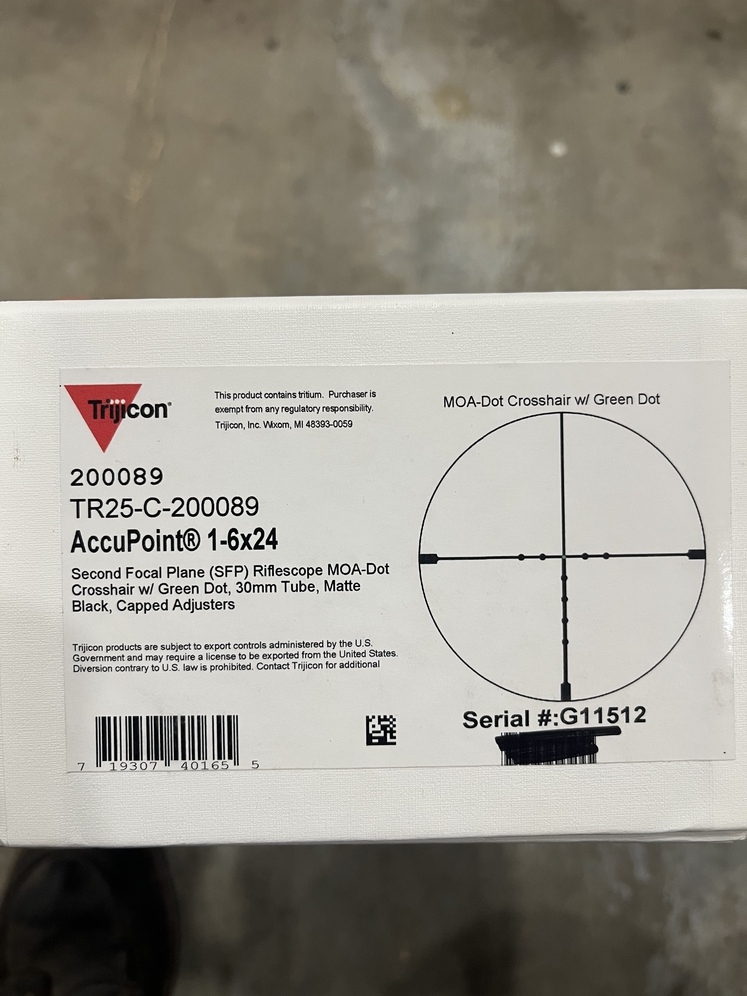 Trijicon®
This product contains tritium. Purchaser is
exempt from any regulatory responsibility.
Trijicon, Inc. Wixom, MI 48393-0059
200089
TR25-C-200089
AccuPoint® 1-6x24
Second Focal Plane (SFP) Riflescope MOA-Dot
Crosshair w/ Green Dot, 30mm Tube, Matte
Black, Capped Adjusters
Trijicon products are subject to export controls administered by the U.S.
Government and may require a license to be exported from the United States.
Diversion contrary to U.S. law is prohibited. Contact Trijicon for additional
7 19307 40165 5
MOA-Dot Crosshair w/ Green Dot
Serial #:G11512